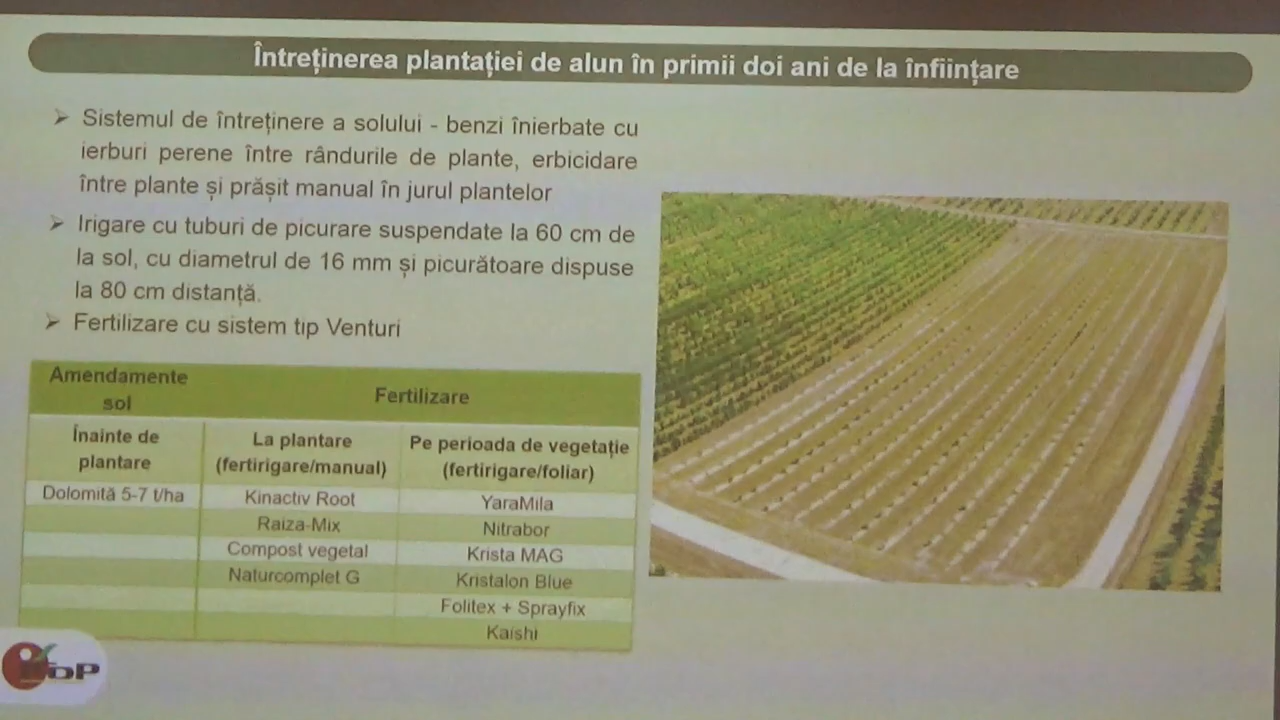 Întreținerea plantației de alun în primii doi ani de la înființare
➢ Sistemul de întreținere a solului - benzi înierbate cu
ierburi perene între rândurile de plante, erbicidare
între plante și prășit manual în jurul plantelor
➢ Irigare cu tuburi de picurare suspendate la 60 cm de
la sol, cu diametrul de 16 mm și picurătoare dispuse
la 80 cm distanță.
➢ Fertilizare cu sistem tip Venturi
Amendamente
sol
Fertilizare
Înainte de
plantare
La plantare
(fertirigare/manual)
Pe perioada de vegetație
(fertirigare/foliar)
Dolomită 5-7 t/ha
Kinactiv Root
YaraMila
Raiza-Mix
Nitrabor
Compost vegetal
Krista MAG
Naturcomplet G
Kristalon Blue
Folitex + Sprayfix
Kaishi